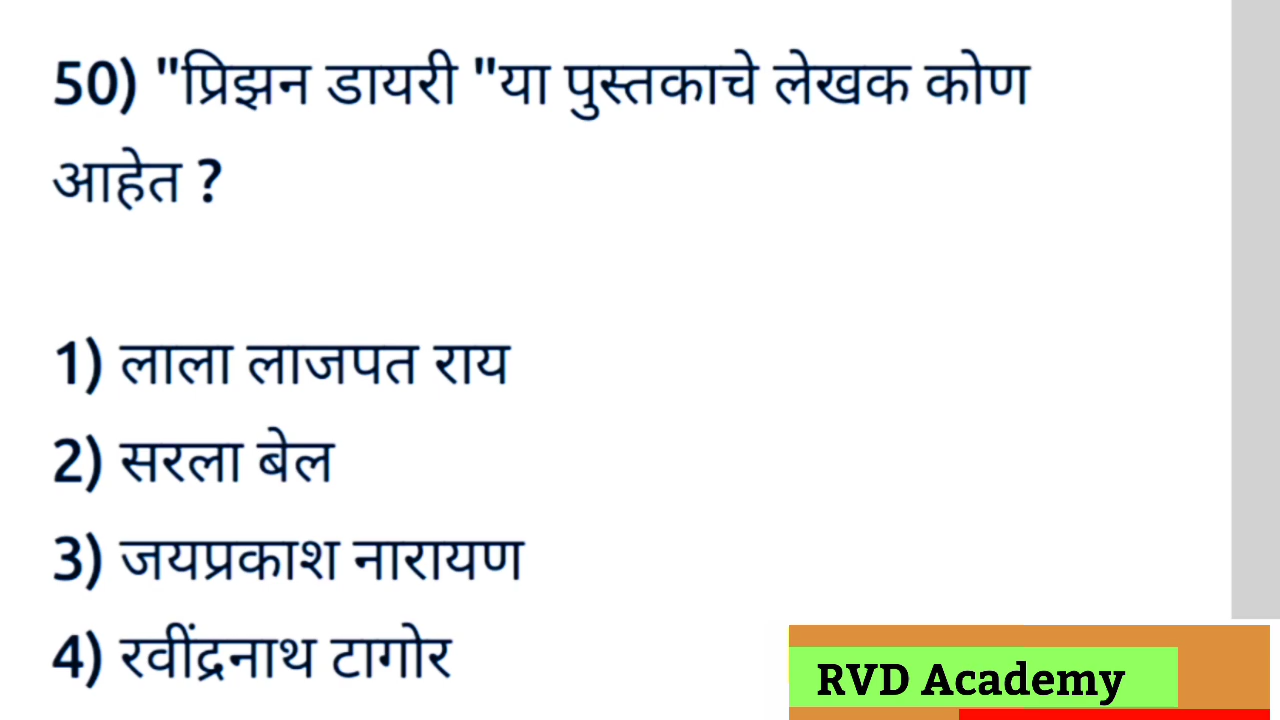 50) "प्रिझन डायरी "या पुस्तकाचे लेखक कोण
आहेत ?
1) लाला लाजपत राय
2) सरला बेल
3) जयप्रकाश नारायण
4) रवींद्रनाथ टागोर
RVD Academy